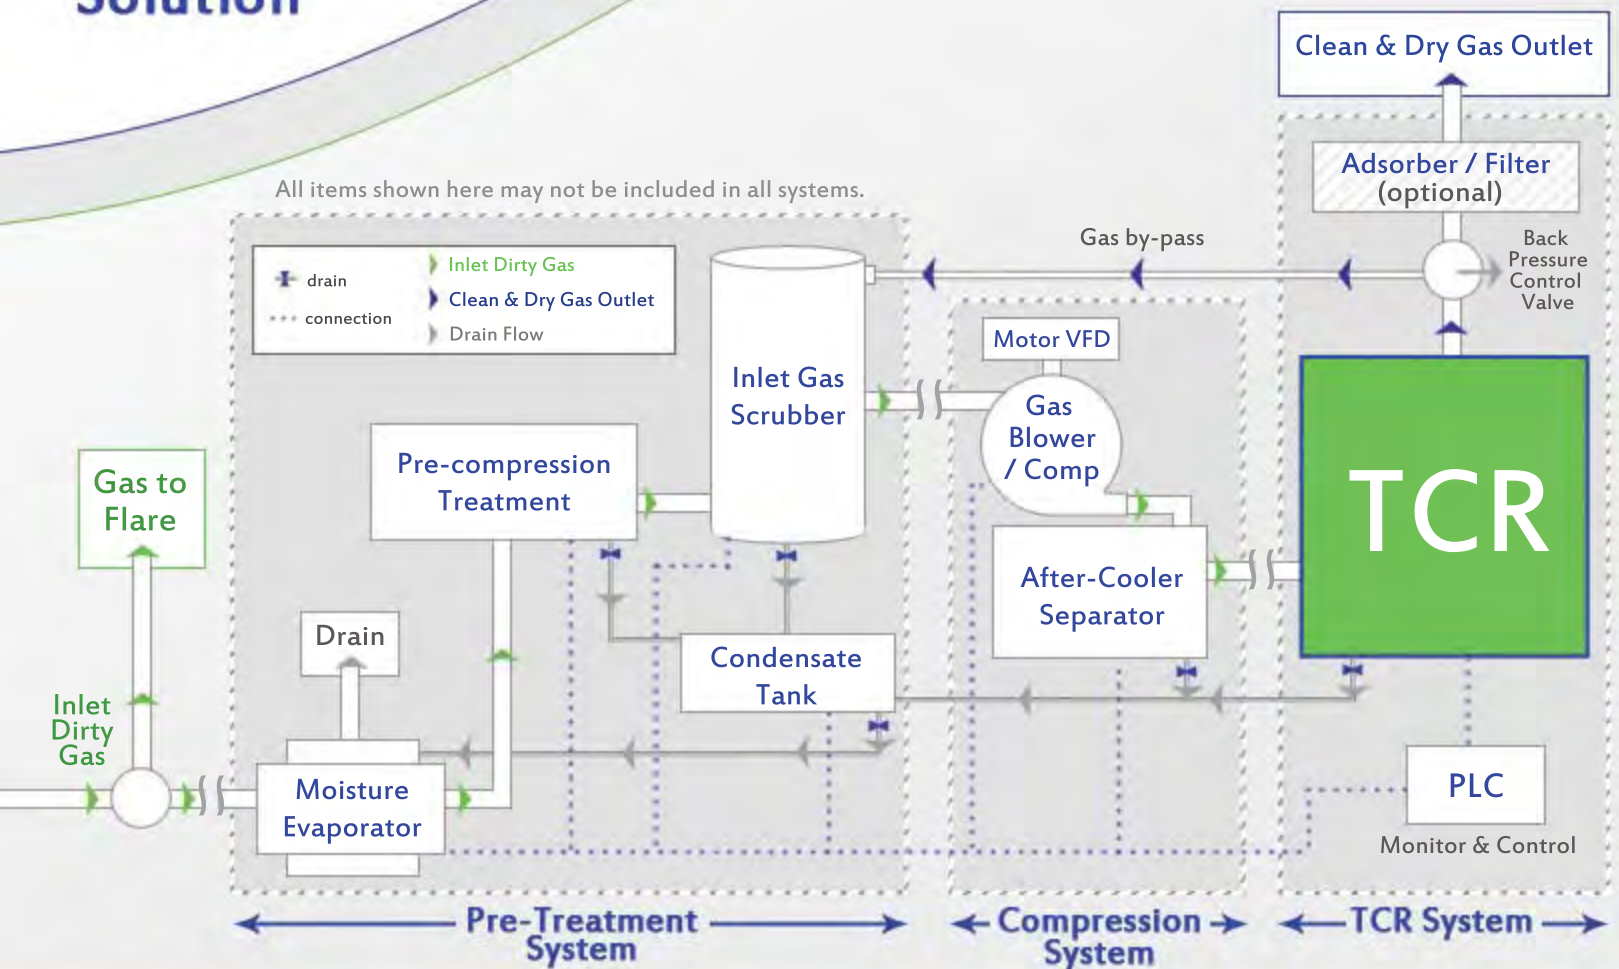 Solution
Clean & Dry Gas Outlet
Adsorber / Filter
(optional)
All items shown here may not be included in all systems.
Gas by-pass
Back
Pressure
Control
Valve
drain
connection
Inlet Dirty Gas
Clean & Dry Gas Outlet
Drain Flow
Motor VFD
Inlet Gas
Scrubber
Gas
Blower
/ Comp
Pre-compression
Treatment
TCR
Gas to
Flare
After-Cooler
Separator
Drain
Condensate
Tank
Inlet
Dirty
Gas
Moisture
Evaporator
PLC
Monitor & Control
Pre-Treatment
System
Compression
System
TCR System